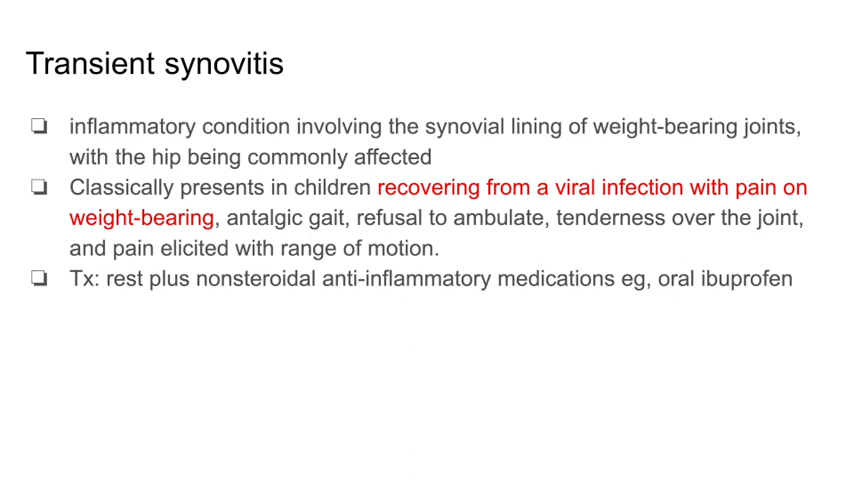 Transient synovitis
❏ inflammatory condition involving the synovial lining of weight-bearing joints,
with the hip being commonly affected
❏ Classically presents in children recovering from a viral infection with pain on
weight-bearing, antalgic gait, refusal to ambulate, tenderness over the joint,
and pain elicited with range of motion.
❏ Tx: rest plus nonsteroidal anti-inflammatory medications eg, oral ibuprofen